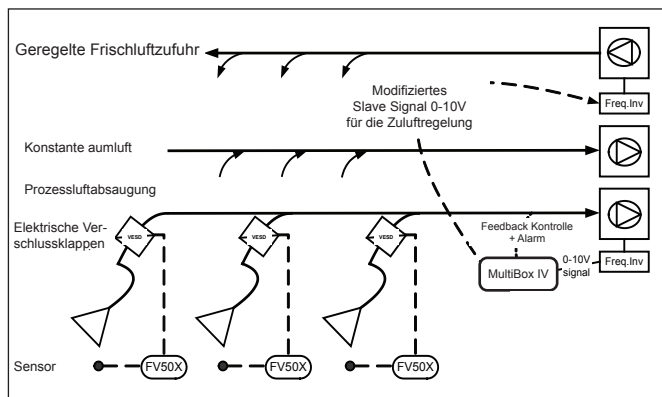 Geregelte Frischluftzufuhr
Modifiziertes
Slave Signal 0-10V
für die Zuluftregelung
Freq.Inv
Konstante aumluft
Prozessluftabsaugung
Elektrische Ver-
schlussklappen
VESD
VESD
VESD
Feedback Kontrolle
+ Alarm
MultiBox IV
0-10V
signal
Freq.Inv
Sensor
FV50X
FV50X
FV50X